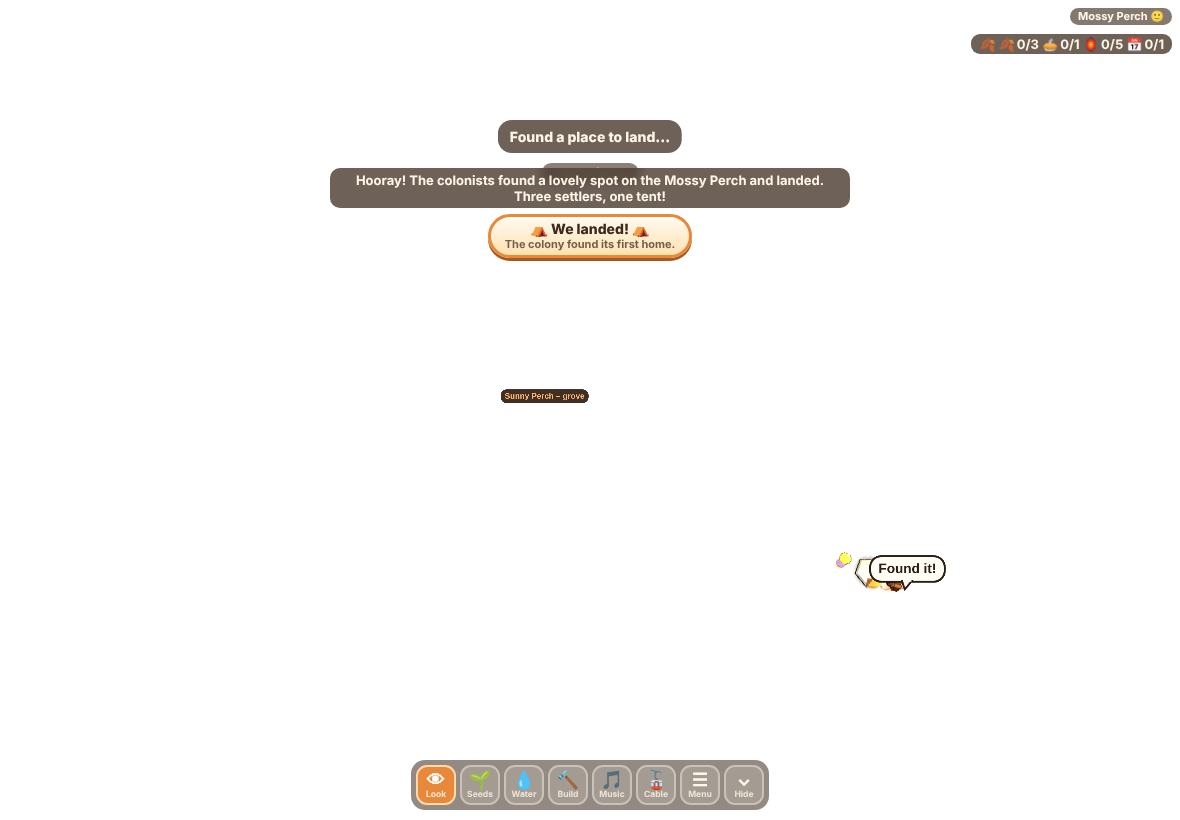 Mossy Perch
0/3 0/1 0/5 0/1
Found a place to land...
Hooray! The colonists found a lovely spot on the Mossy Perch and landed.
Three settlers, one tent!
We landed!
The colony found its first home.
Sunny Perch – grove
Found it!
Look Seeds Water Build Music Cable Menu Hide